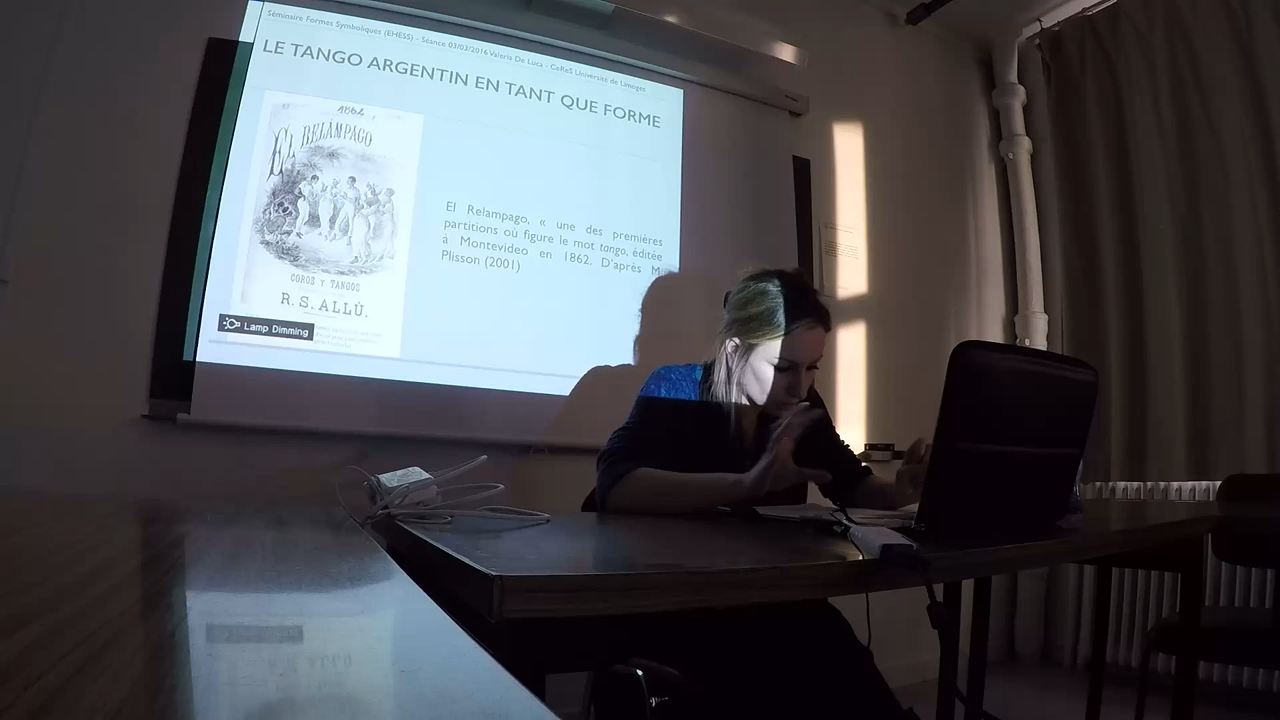 Séminaire Formes Symboliques (EHESS) - Séance 03/03/2016 Valeria De Luca - CeReS Université de Limoges
LE TANGO ARGENTIN EN TANT QUE FORME
1862
EL RELAMPAGO
COROS Y TANGOS
R. S. ALLÚ.
El Relampago, « une des premières
partitions où figure le mot tango, éditée
à Montevideo en 1862. D'après M
Plisson (2001)
Lamp Dimming